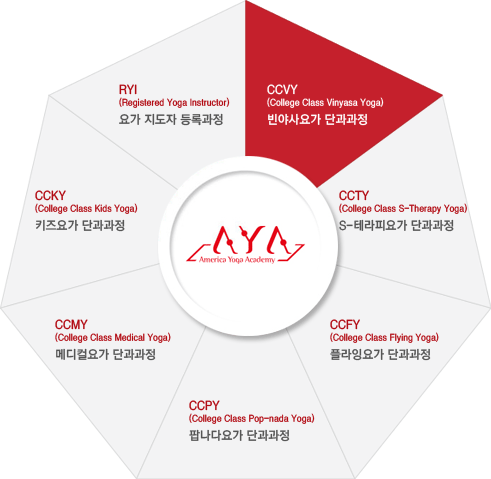 RYI
(Registered Yoga Instructor)
요가 지도자 등록과정
CCVY
(College Class Vinyasa Yoga)
빈야사요가 단과과정
CCKY
(College Class Kids Yoga)
키즈요가 단과과정
CCTY
(College Class S-Therapy Yoga)
S-테라피요가 단과과정
AYA
America Yoga Academy
CCMY
(College Class Medical Yoga)
메디컬요가 단과과정
CCFY
(College Class Flying Yoga)
플라잉요가 단과과정
CCPY
(College Class Pop-nada Yoga)
팝나다요가 단과과정